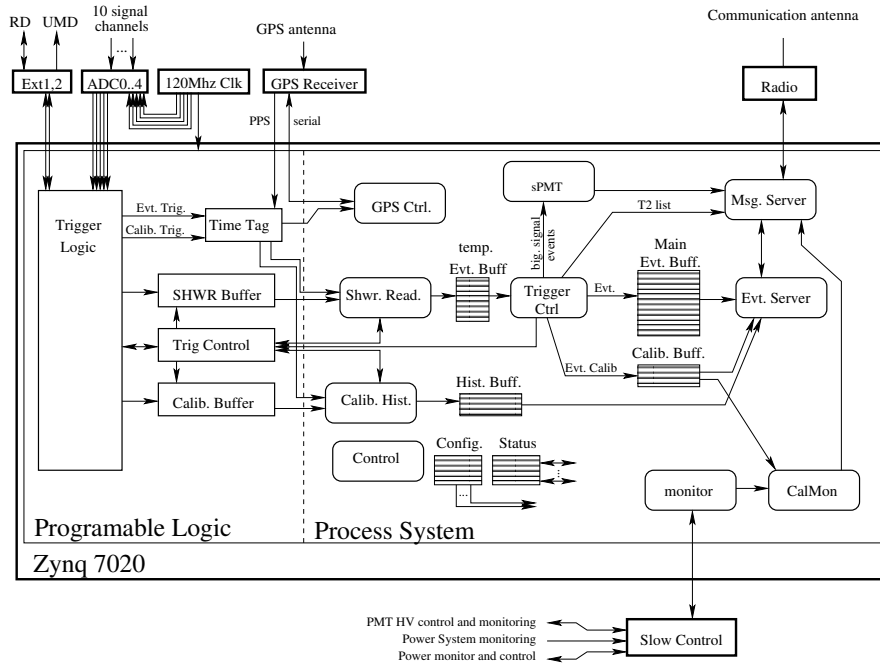 RD
UMD
10 signal
channels
...
GPS antenna
Communication antenna
Ext1,2
ADC0..4
120Mhz Clk
GPS Receiver
Radio
PPS
serial
Trigger
Logic
Evt. Trig.
Calib. Trig.
Time Tag
GPS Ctrl.
sPMT
Msg. Server
T2 list
big. signal
events
temp.
Evt. Buff
Main
Evt. Buff.
SHWR Buffer
Shwr. Read.
Trigger
Ctrl
Evt.
Evt. Server
Trig Control
Calib. Buff.
Evt. Calib
Hist. Buff.
Calib. Buffer
Calib. Hist.
Control
Config.
Status
...
...
monitor
CalMon
Programable Logic
Process System
Zynq 7020
PMT HV control and monitoring
Power System monitoring
Power monitor and control
Slow Control